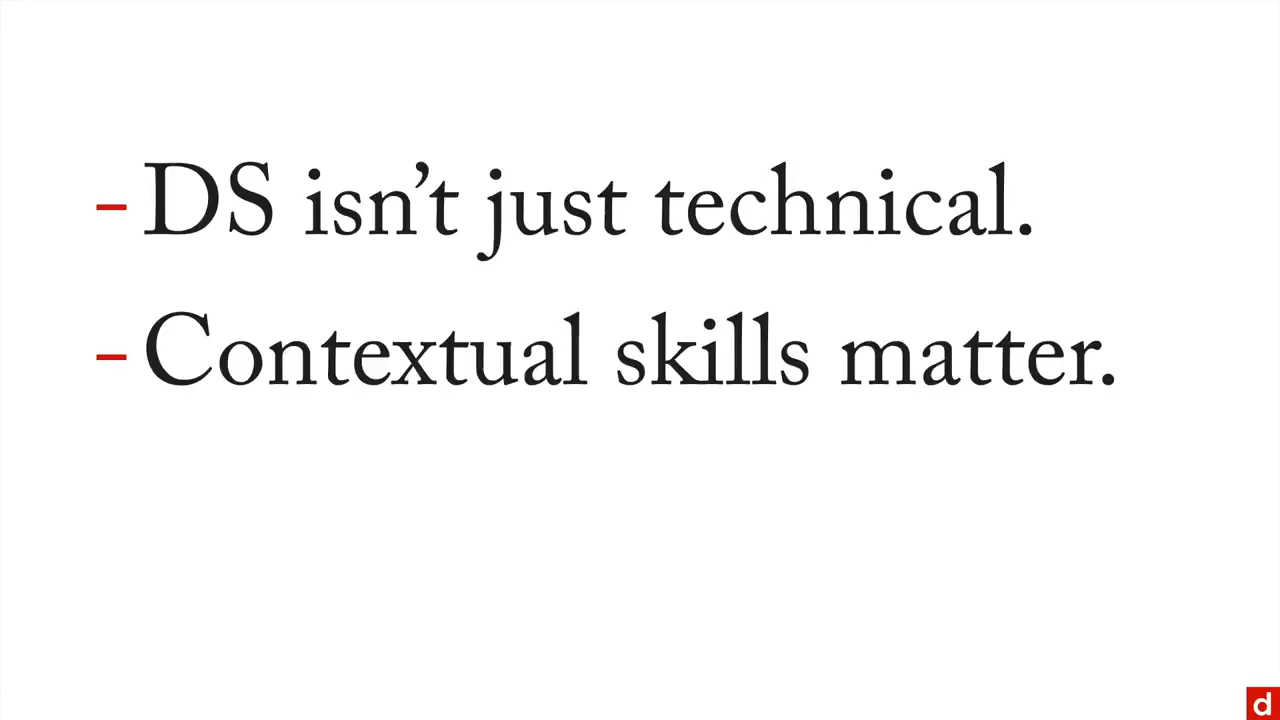 – DS isn’t just technical.
– Contextual skills matter.
d